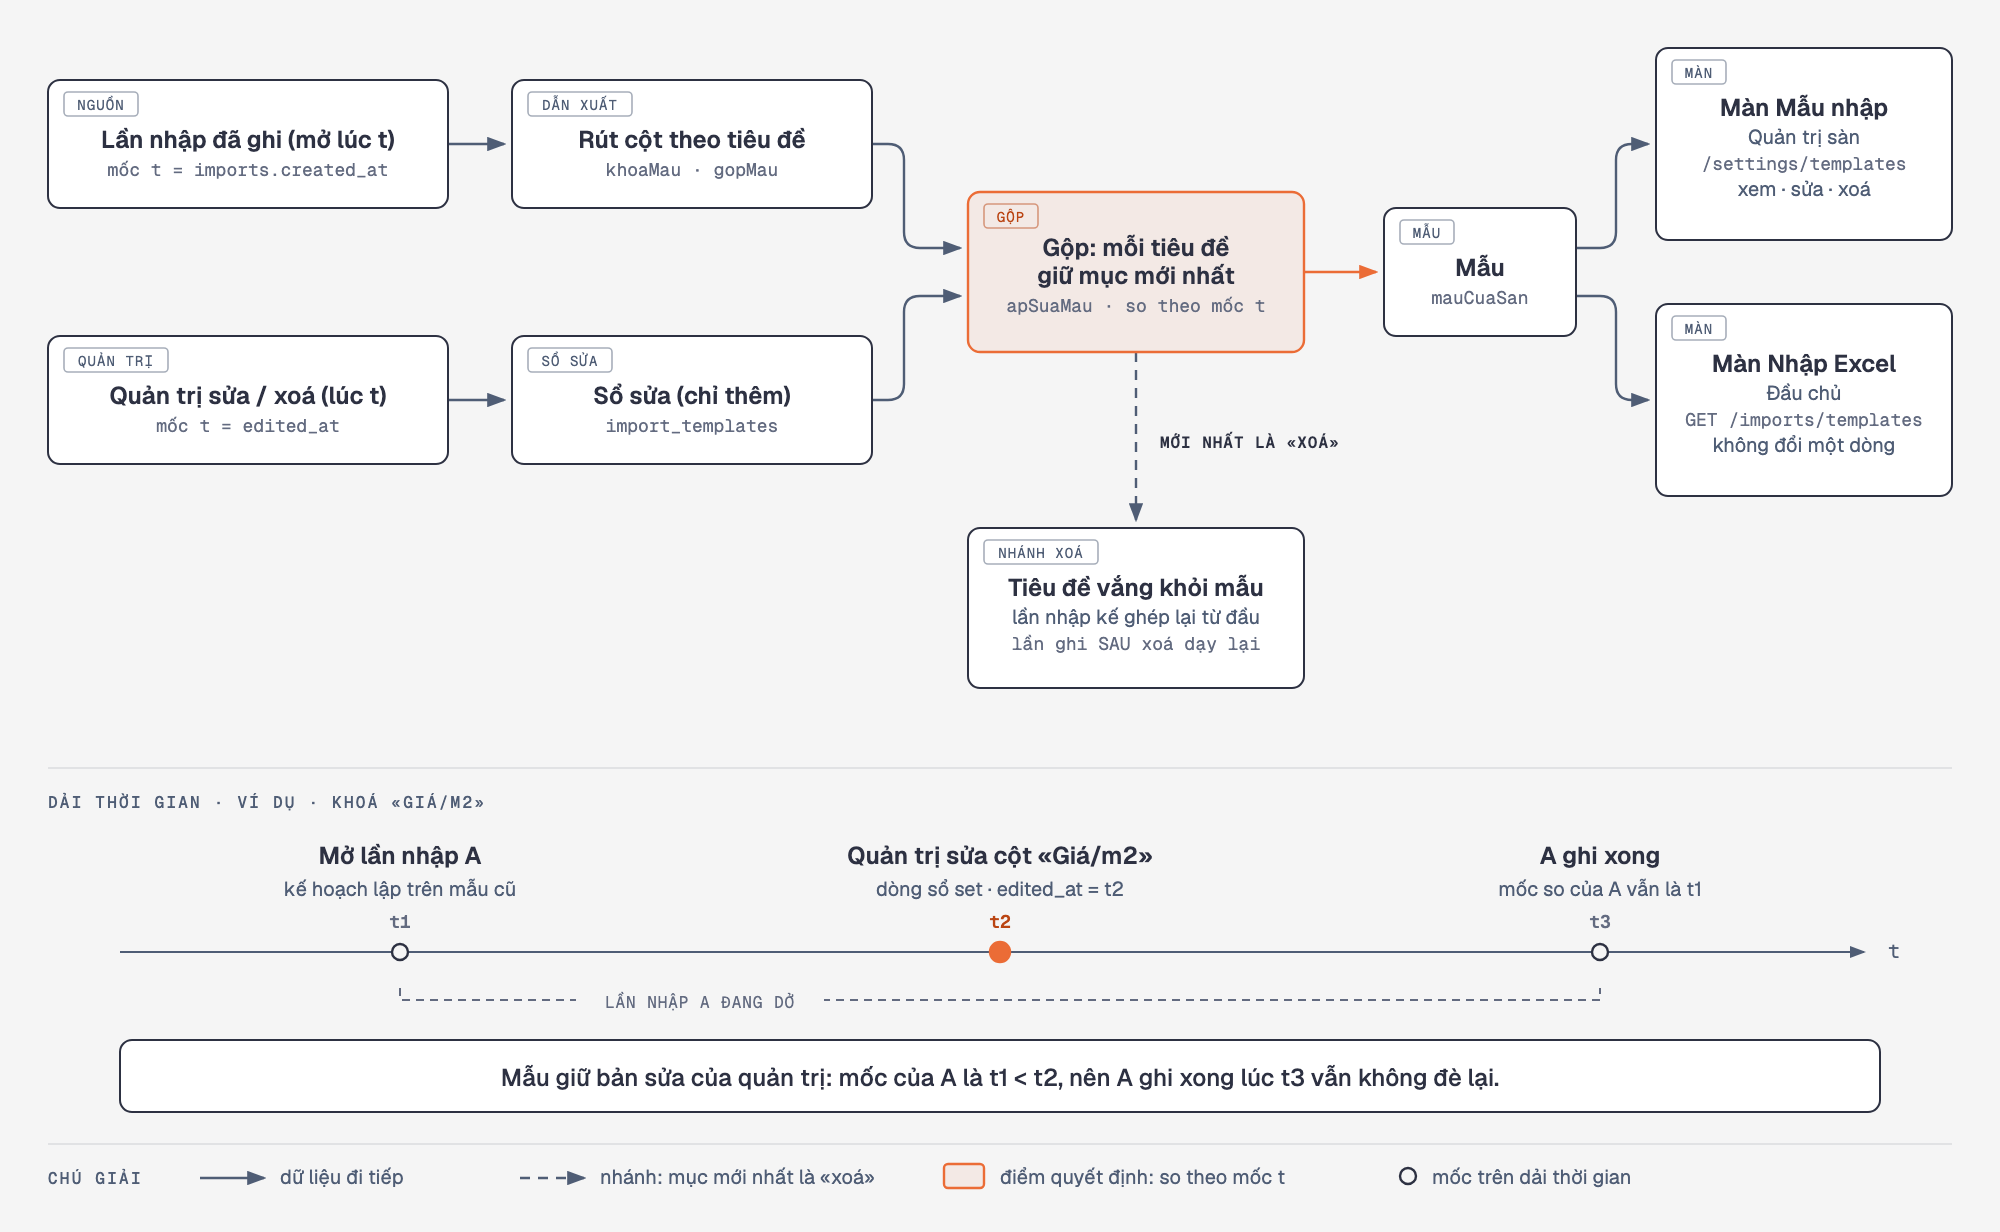 NGUỒN
Lần nhập đã ghi (mở lúc t)
mốc t = imports.created_at
DẪN XUẤT
Rút cột theo tiêu đề
khoaMau · gopMau
QUẢN TRỊ
Quản trị sửa / xoá (lúc t)
mốc t = edited_at
SỔ SỬA
Sổ sửa (chỉ thêm)
import_templates
GỘP
Gộp: mỗi tiêu đề
giữ mục mới nhất
apSuaMau · so theo mốc t
MẪU
Mẫu
mauCuaSan
MÀN
Màn Mẫu nhập
Quản trị sàn
/settings/templates
xem · sửa · xoá
MÀN
Màn Nhập Excel
Đầu chủ
GET /imports/templates
không đổi một dòng
MỚI NHẤT LÀ «XOÁ»
NHÁNH XOÁ
Tiêu đề vắng khỏi mẫu
lần nhập kế ghép lại từ đầu
lần ghi SAU xoá dạy lại
DẢI THỜI GIAN · VÍ DỤ · KHOÁ «GIÁ/M2»
Mở lần nhập A
kế hoạch lập trên mẫu cũ
t1
Quản trị sửa cột «Giá/m2»
dòng sổ set · edited_at = t2
t2
A ghi xong
mốc so của A vẫn là t1
t3
t
LẦN NHẬP A ĐANG DỞ
Mẫu giữ bản sửa của quản trị: mốc của A là t1 < t2, nên A ghi xong lúc t3 vẫn không đè lại.
CHÚ GIẢI
dữ liệu đi tiếp
nhánh: mục mới nhất là «xoá»
điểm quyết định: so theo mốc t
mốc trên dải thời gian